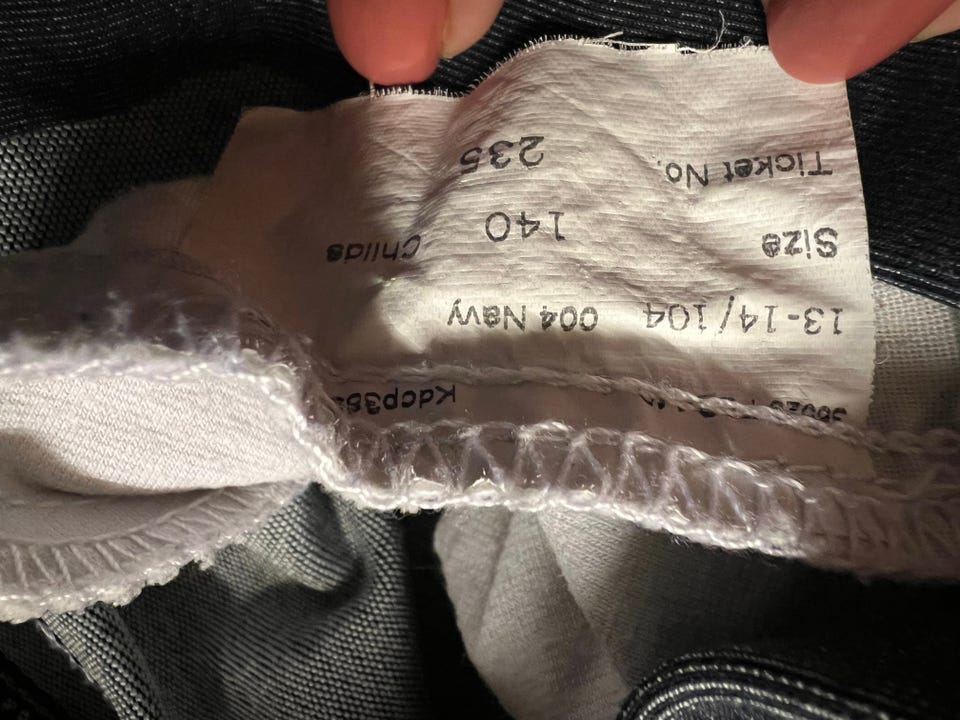 13-14/104 004 Navy
Size 140 Childs
Ticket No. 235